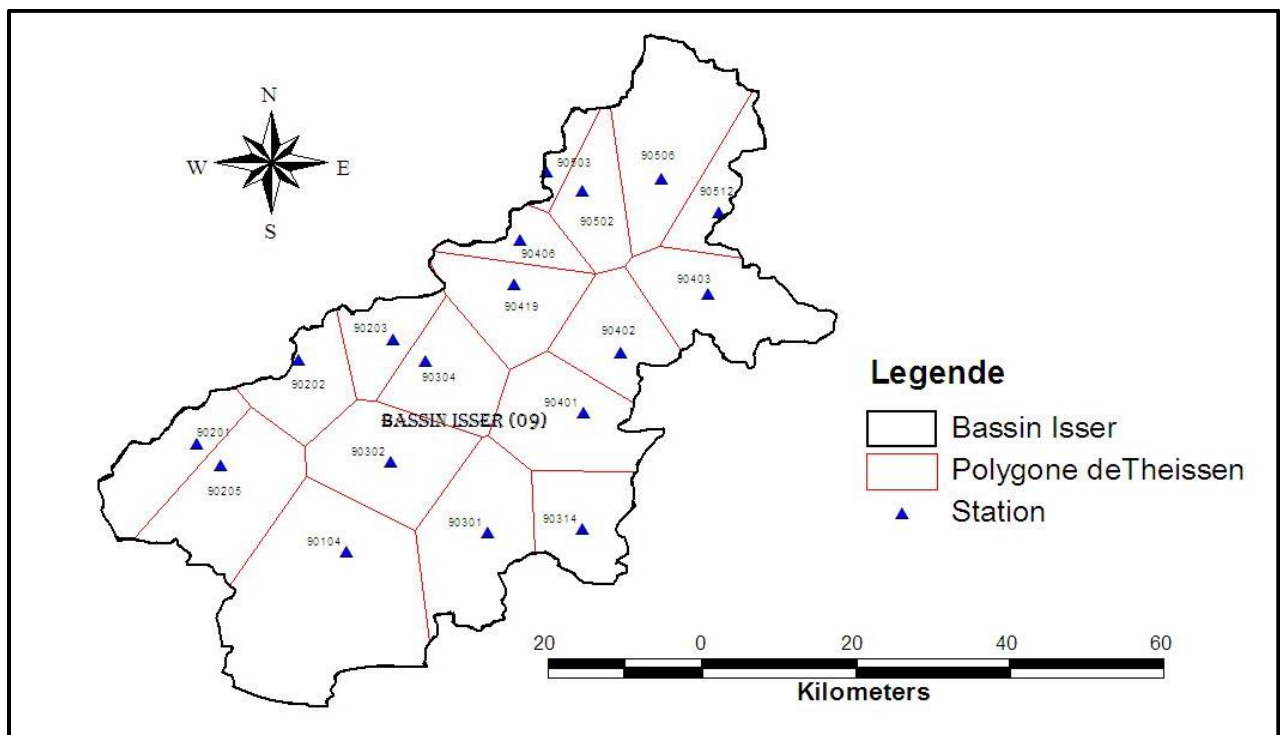 N
W E
S
90503
90506
90512
90502
90406
90403
90419
90203
90402
90304
90202
90401
BASSIN ISSER (09)
90201
90302
90205
90301
90314
90104
Legende
Bassin Isser
Polygone deTheissen
Station
20 0 20 40 60
Kilometers